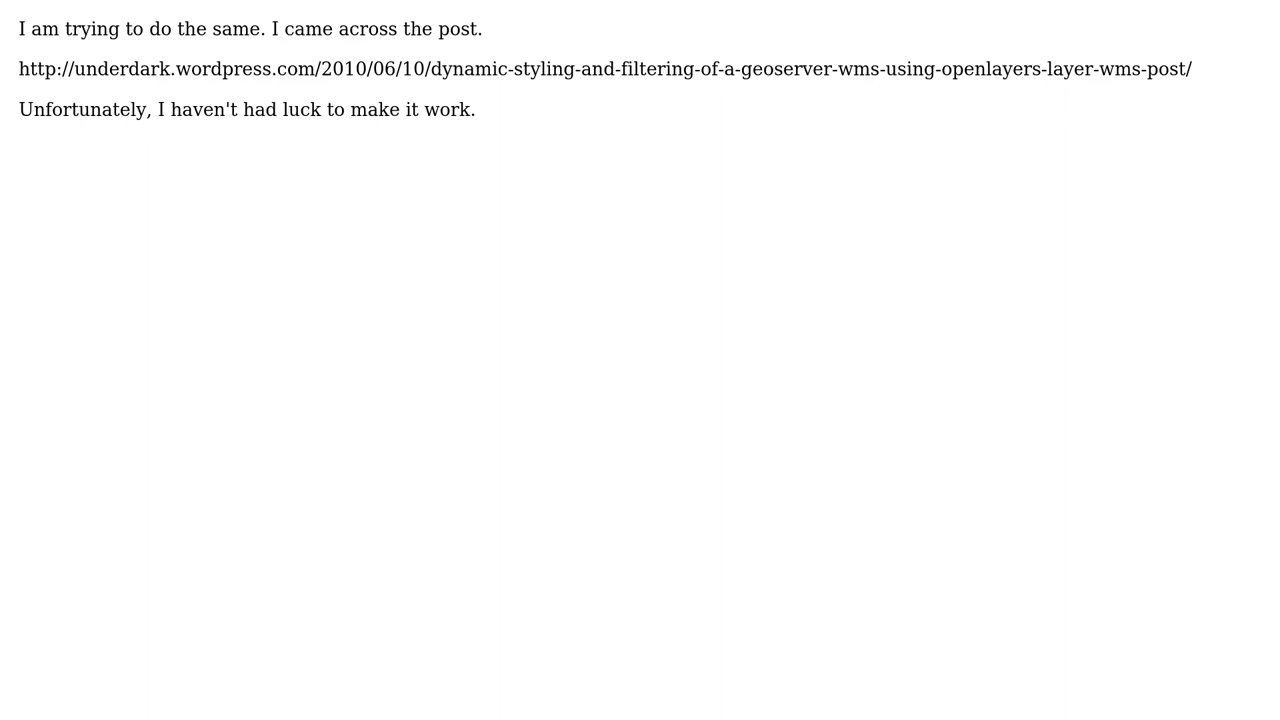 I am trying to do the same. I came across the post.
http://underdark.wordpress.com/2010/06/10/dynamic-styling-and-filtering-of-a-geoserver-wms-using-openlayers-layer-wms-post/
Unfortunately, I haven't had luck to make it work.